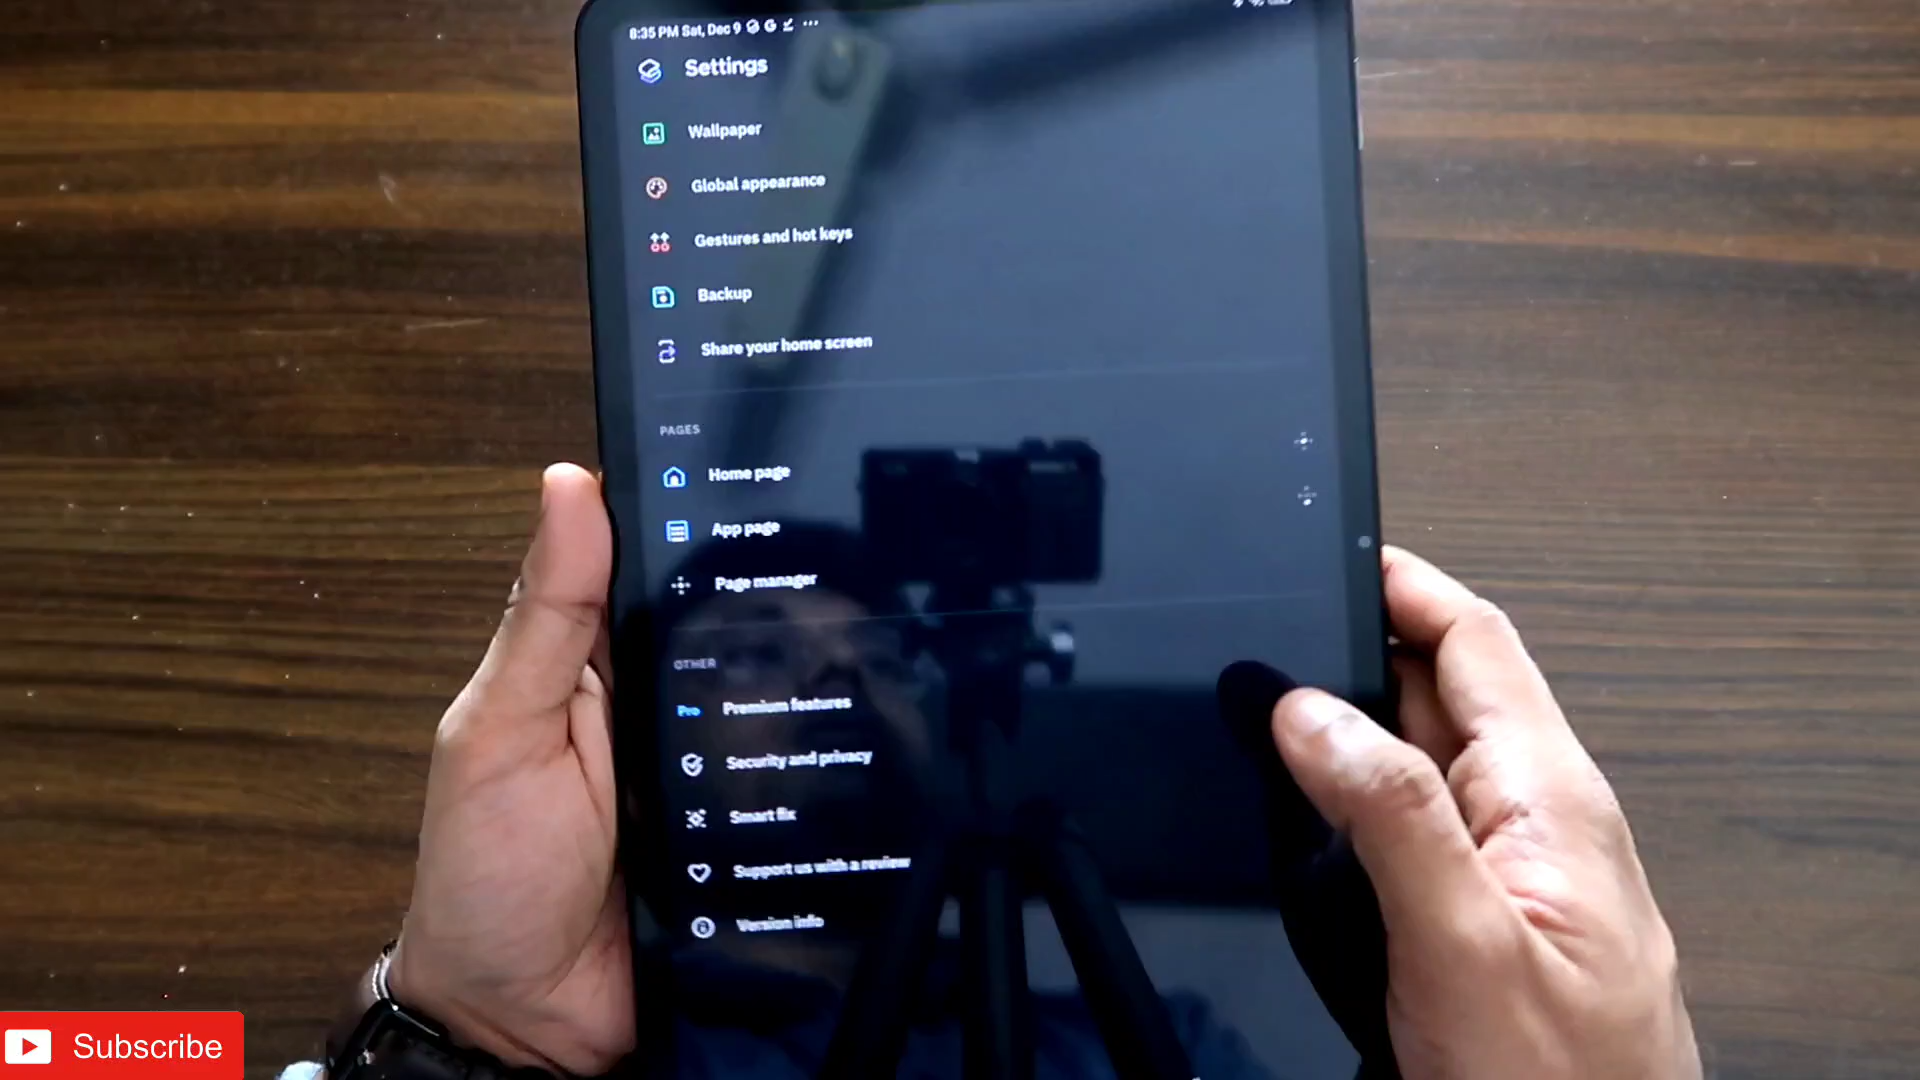 8:35 PM Sat, Dec 9
Settings
Wallpaper
Global appearance
Gestures and hot keys
Backup
Share your home screen
PAGES
Home page
App page
Page manager
OTHER
Pro Premium features
Security and privacy
Smart fix
Support us with a review
Version info
Subscribe